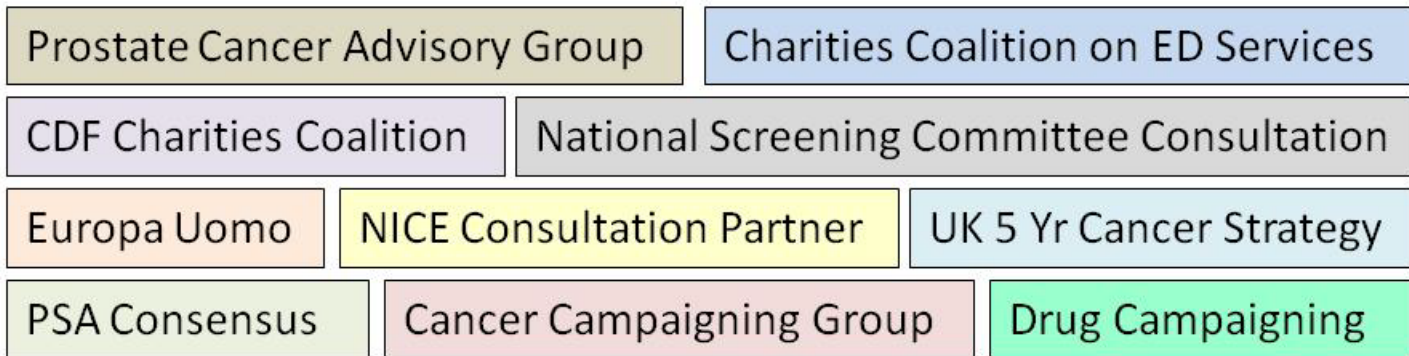 Prostate Cancer Advisory Group
Charities Coalition on ED Services
CDF Charities Coalition
National Screening Committee Consultation
Europa Uomo
NICE Consultation Partner
UK 5 Yr Cancer Strategy
PSA Consensus
Cancer Campaigning Group
Drug Campaigning